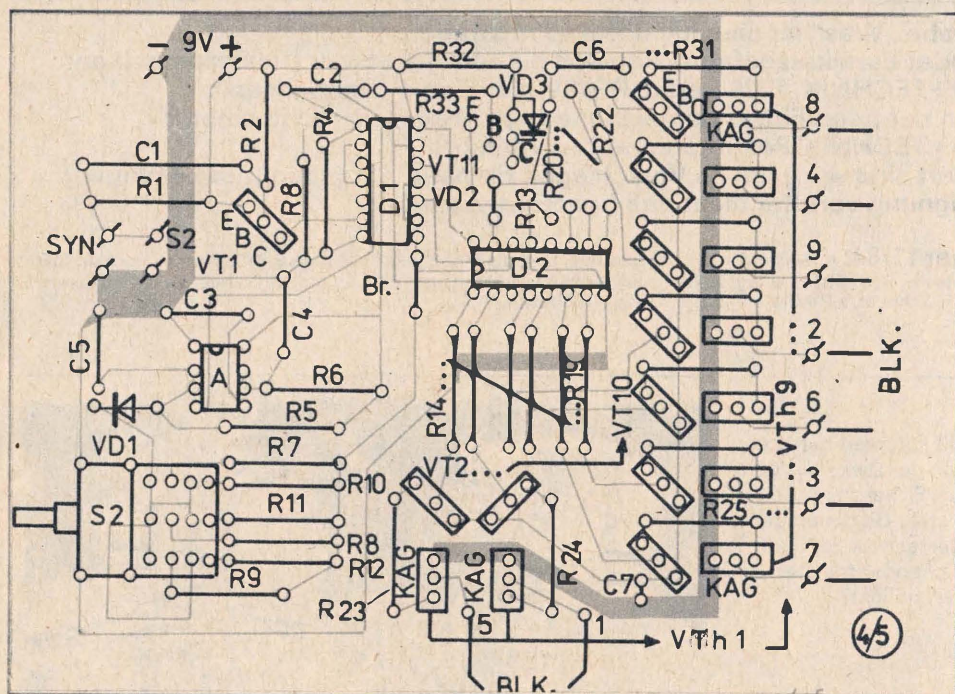 - 9V +
R32
C6
...R31
C2
R33
VD3
E
B
C
E
B
C
KAG
8
R2
R4
R22
C1
R1
R8
D1
VT11
VD2
R20...
R13
4
SYN
S2
E
B
C
VT1
Br.
D2
9
C3
C4
C5
A
R6
R5
R14...
...R19
VT10
2
BLK.
VD1
R7
6
...VTh9
S2
R10
R11
R8
R12
R9
VT2...
3
R25...
KAG
KAG
R24
R23
C7
KAG
7
5
1
VTh1
BLK.
4/5